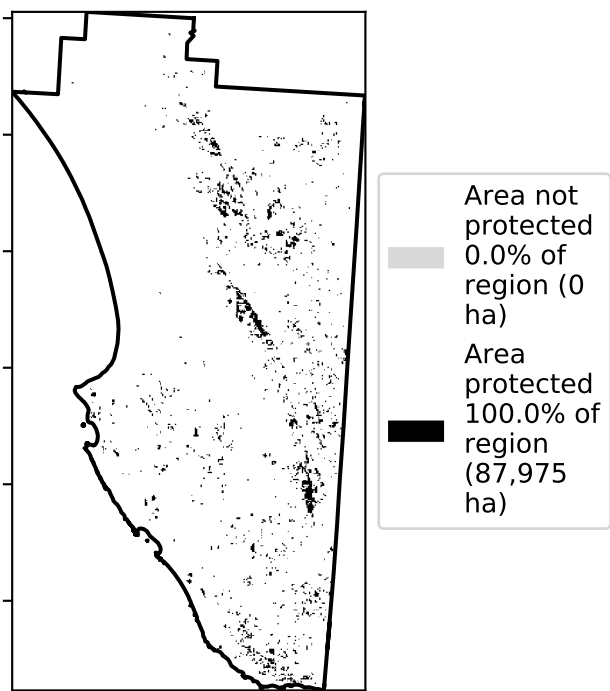 Area not
protected
0.0% of
region (0
ha)
Area
protected
100.0% of
region
(87,975
ha)